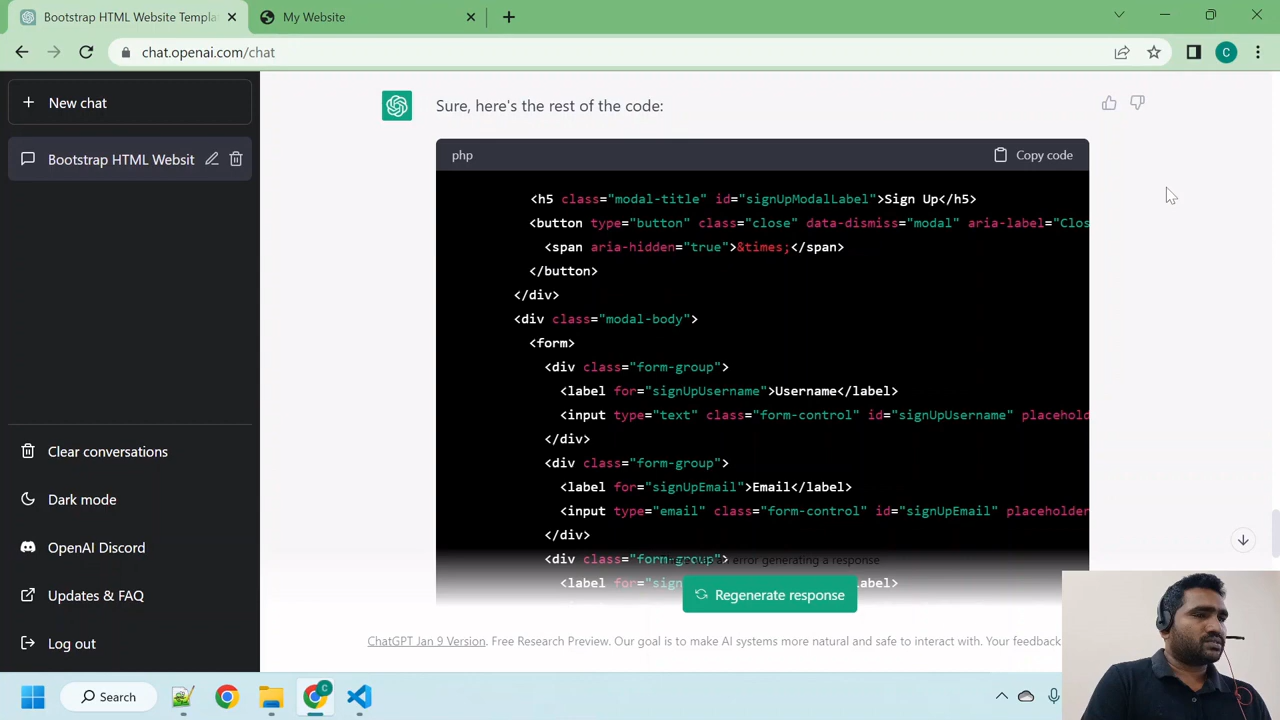 Bootstrap HTML Website Templa
My Website
chat.openai.com/chat
C
New chat
Bootstrap HTML Websit
Clear conversations
Dark mode
OpenAI Discord
Updates & FAQ
Log out
Sure, here's the rest of the code:
php
Copy code
<h5 class="modal-title" id="signUpModalLabel">Sign Up</h5>
<button type="button" class="close" data-dismiss="modal" aria-label="Clos
<span aria-hidden="true">&times;</span>
</button>
</div>
<div class="modal-body">
<form>
<div class="form-group">
<label for="signUpUsername">Username</label>
<input type="text" class="form-control" id="signUpUsername" placehold
</div>
<div class="form-group">
<label for="signUpEmail">Email</label>
<input type="email" class="form-control" id="signUpEmail" placeholder
</div>
<div class="form-group">
error generating a response
<label for="sign
label>
Regenerate response
ChatGPT Jan 9 Version. Free Research Preview. Our goal is to make AI systems more natural and safe to interact with. Your feedback
Search
C